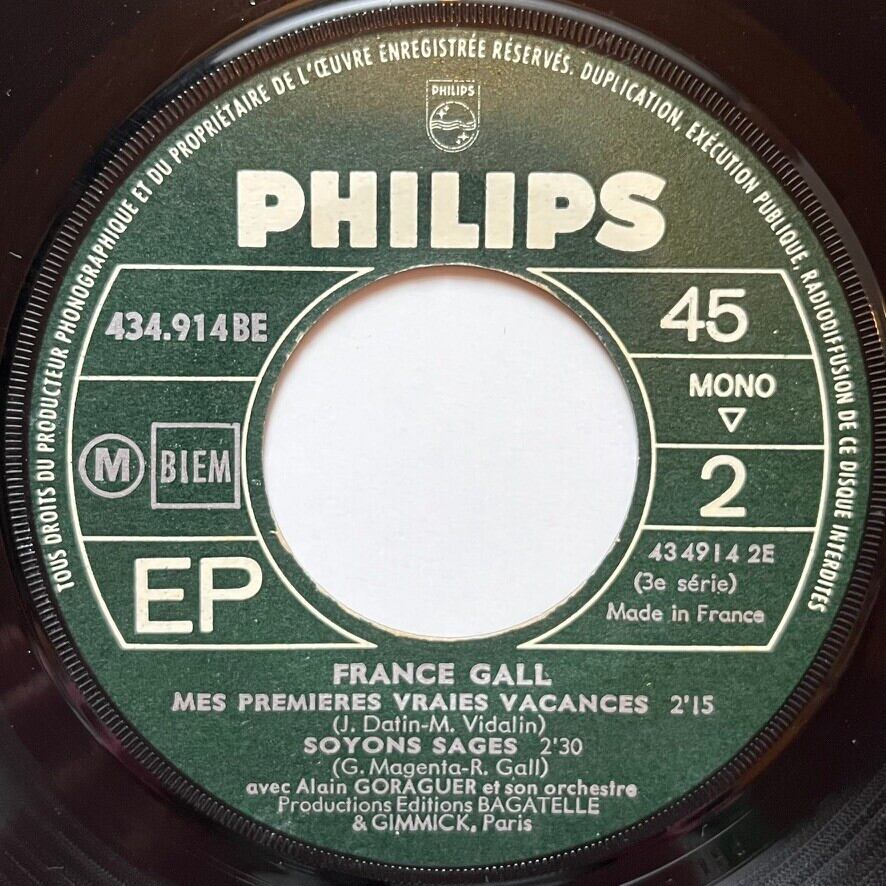 TOUS DROITS DU PRODUCTEUR PHONOGRAPHIQUE ET DU PROPRIÉTAIRE DE L'ŒUVRE ENREGISTRÉE RÉSERVÉS. DUPLICATION, EXÉCUTION PUBLIQUE, RADIODIFFUSION DE CE DISQUE INTERDITES
PHILIPS
PHILIPS
434.914 BE
45
MONO
M BIEM
2
EP
434914 2E
(3e série)
Made in France
FRANCE GALL
MES PREMIERES VRAIES VACANCES 2'15
(J. Datin-M. Vidalin)
SOYONS SAGES 2'30
(G. Magenta-R. Gall)
avec Alain GORAGUER et son orchestre
Productions Editions BAGATELLE
& GIMMICK, Paris